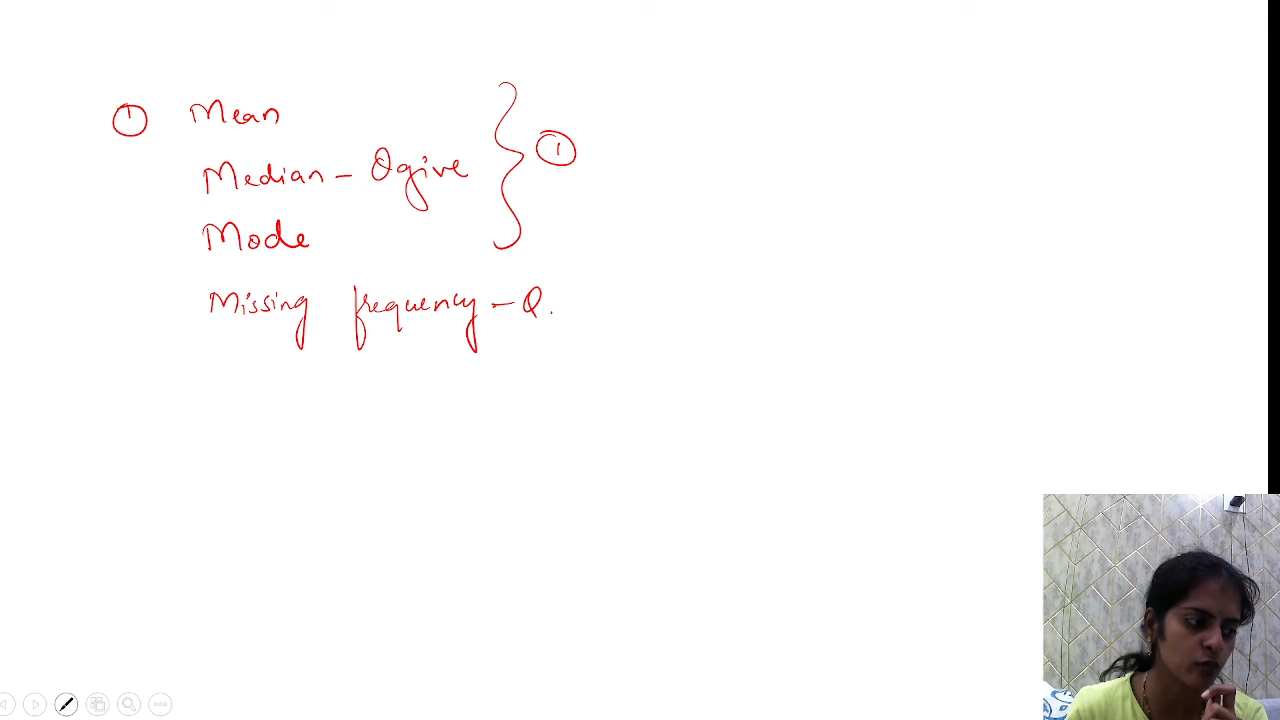 ① Mean
Median - Ogive
Mode
① 
Missing frequency - Q.